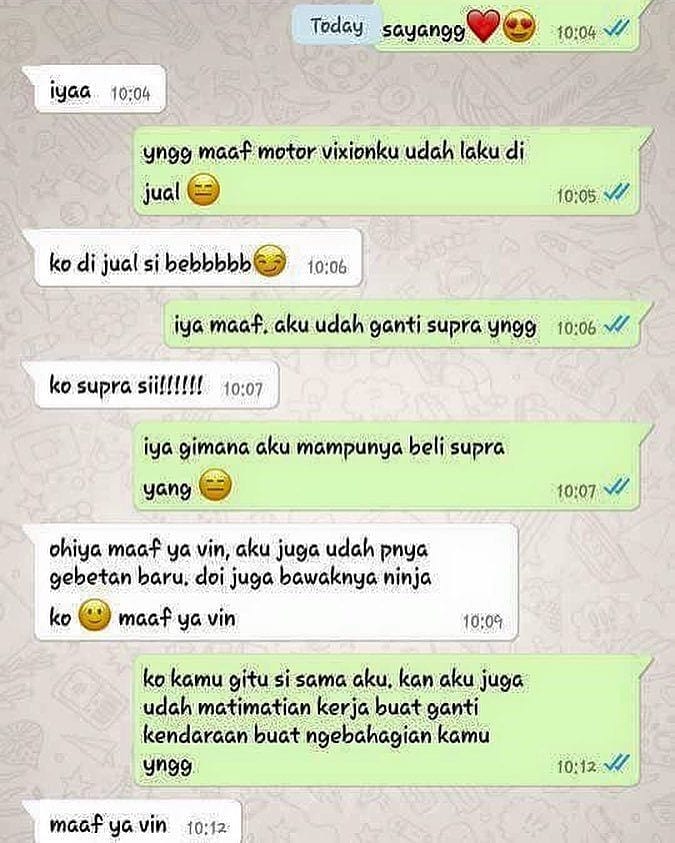 Today
sayangg❤️😍 10:04
iyaa 10:04
yngg maaf motor vixionku udah laku di
jual 😑 10:05
ko di jual si bebbbbb😏 10:06
iya maaf. aku udah ganti supra yngg 10:06
ko supra sii!!!!!! 10:07
iya gimana aku mampunya beli supra
yang 😑 10:07
ohiya maaf ya vin, aku juga udah pnya
gebetan baru. doi juga bawaknya ninja
ko 🙂 maaf ya vin 10:09
ko kamu gitu si sama aku. kan aku juga
udah matimatian kerja buat ganti
kendaraan buat ngebahagian kamu
yngg 10:12
maaf ya vin 10:12